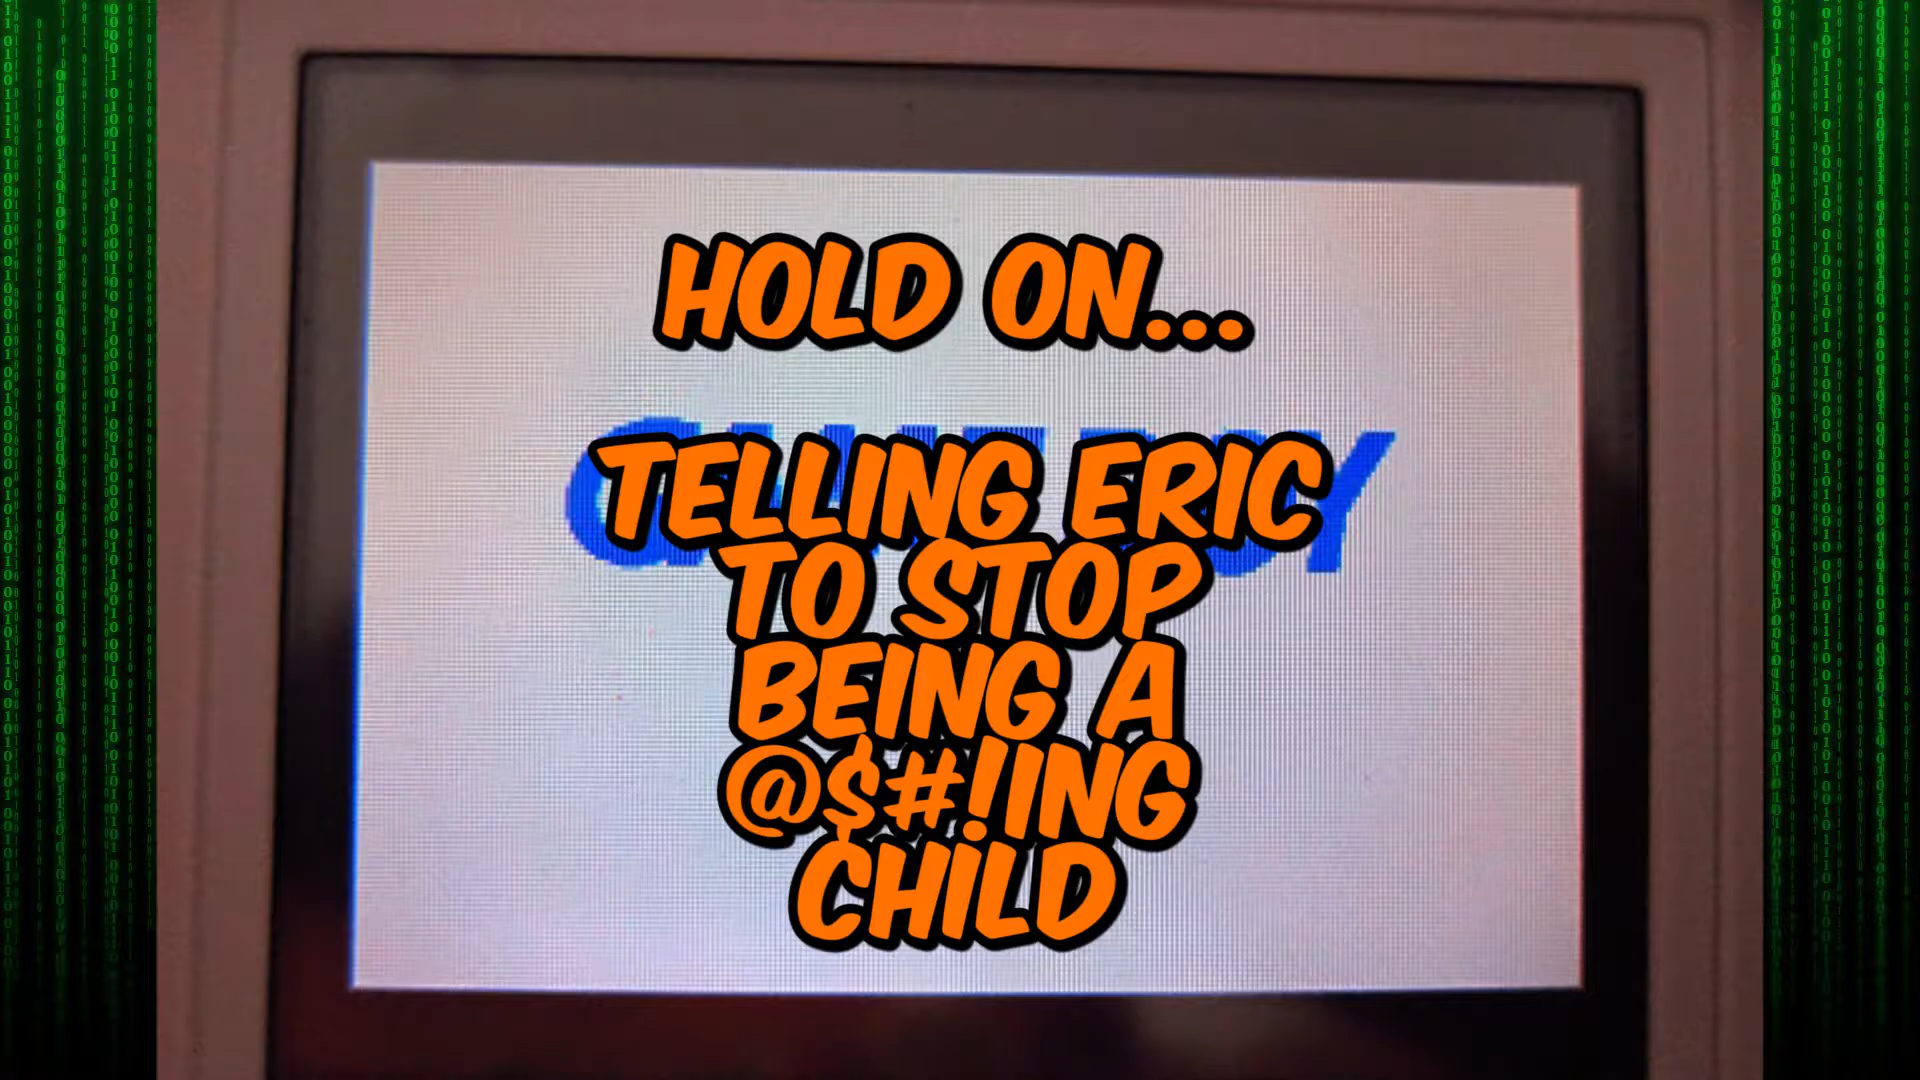 HOLD ON...
TELLING ERIC
TO STOP
BEING A
@$#!ING
CHILD